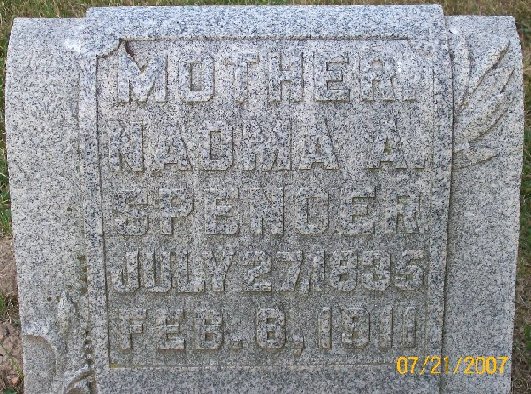 MOTHER.
NAOMA A.
SPENCER.
JULY 27, 1835
FEB. 8, 1911
07/21/2007